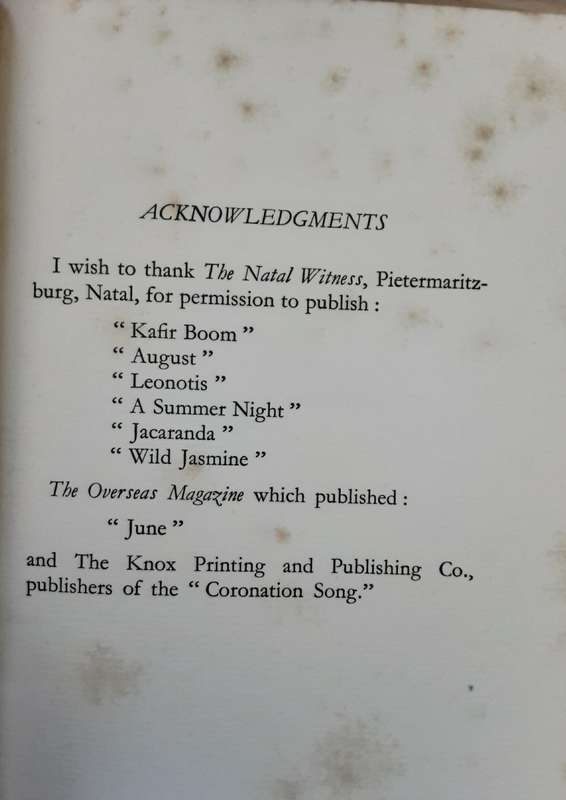 ACKNOWLEDGMENTS
I wish to thank The Natal Witness, Pietermaritz-
burg, Natal, for permission to publish :
“ Kafir Boom ”
“ August ”
“ Leonotis ”
“ A Summer Night ”
“ Jacaranda ”
“ Wild Jasmine ”
The Overseas Magazine which published :
“ June ”
and The Knox Printing and Publishing Co.,
publishers of the “ Coronation Song.”